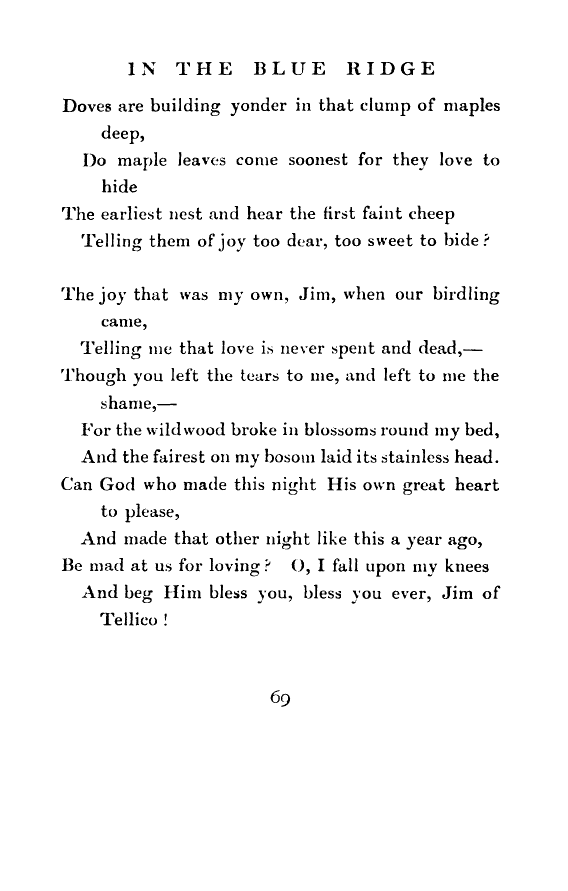 IN THE BLUE RIDGE
Doves are building yonder in that clump of maples
deep,
Do maple leaves come soonest for they love to
hide
The earliest nest and hear the first faint cheep
Telling them of joy too dear, too sweet to bide?
The joy that was my own, Jim, when our birdling
came,
Telling me that love is never spent and dead,—
Though you left the tears to me, and left to me the
shame,—
For the wildwood broke in blossoms round my bed,
And the fairest on my bosom laid its stainless head.
Can God who made this night His own great heart
to please,
And made that other night like this a year ago,
Be mad at us for loving? O, I fall upon my knees
And beg Him bless you, bless you ever, Jim of
Tellico!
69